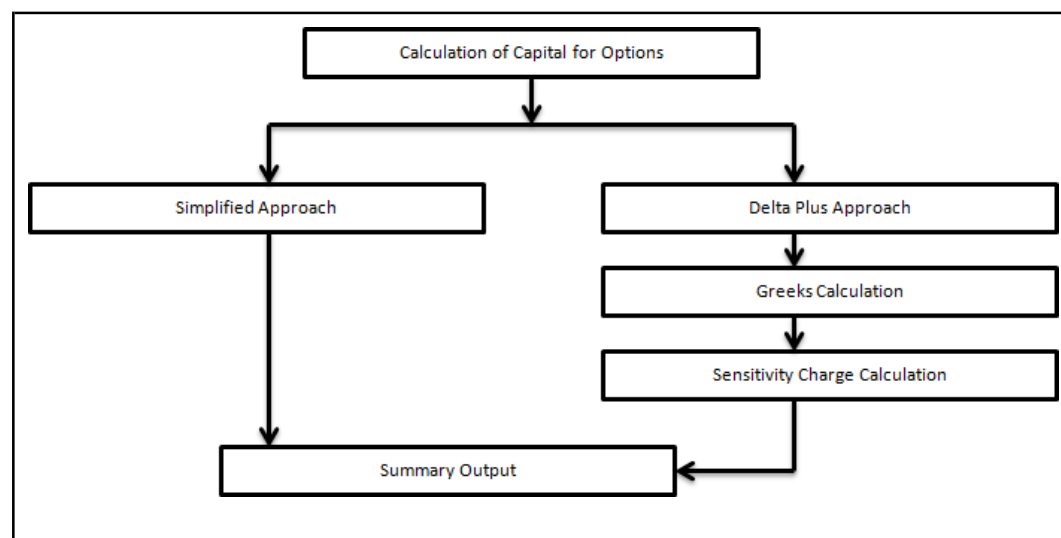 Calculation of Capital for Options
Simplified Approach
Delta Plus Approach
Greeks Calculation
Sensitivity Charge Calculation
Summary Output